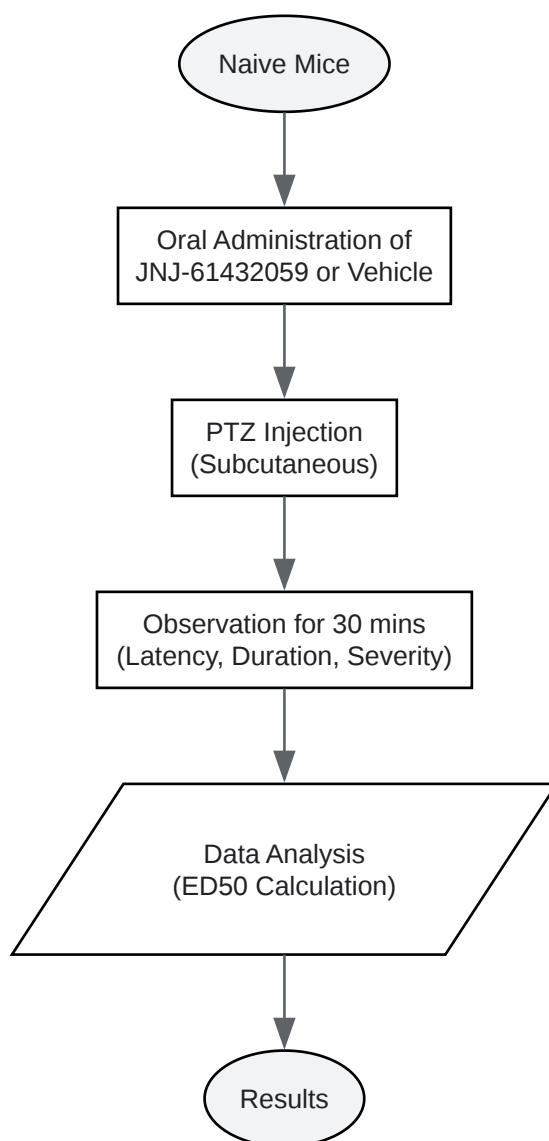 Naive Mice
Oral Administration of
JNJ-61432059 or Vehicle
PTZ Injection
(Subcutaneous)
Observation for 30 mins
(Latency, Duration, Severity)
Data Analysis
(ED50 Calculation)
Results